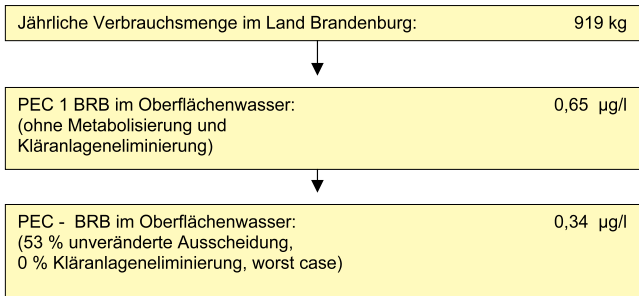 Jährliche Verbrauchsmenge im Land Brandenburg: 919 kg
PEC 1 BRB im Oberflächenwasser: 0,65 µg/l
(ohne Metabolisierung und
Kläranlageneliminierung)
PEC - BRB im Oberflächenwasser: 0,34 µg/l
(53 % unveränderte Ausscheidung,
0 % Kläranlageneliminierung, worst case)